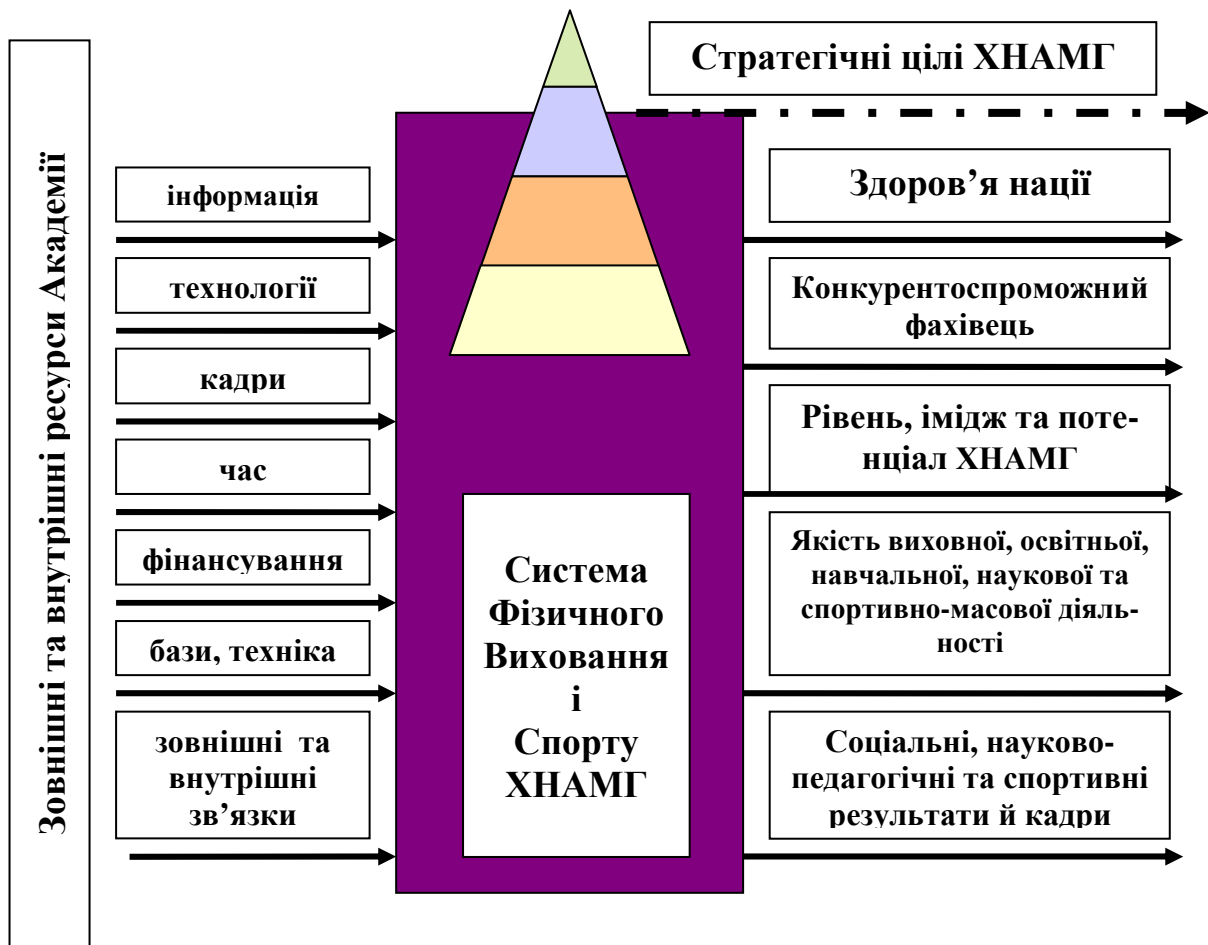 Зовнішні та внутрішні ресурси Академії
інформація
технології
кадри
час
фінансування
бази, техніка
зовнішні та
внутрішні
зв’язки
Система
Фізичного
Виховання
і
Спорту
ХНАМГ
Стратегічні цілі ХНАМГ
Здоров’я нації
Конкурентоспроможний
фахівець
Рівень, імідж та поте-
нціал ХНАМГ
Якість виховної, освітньої,
навчальної, наукової та
спортивно-масової діяль-
ності
Соціальні, науково-
педагогічні та спортивні
результати й кадри